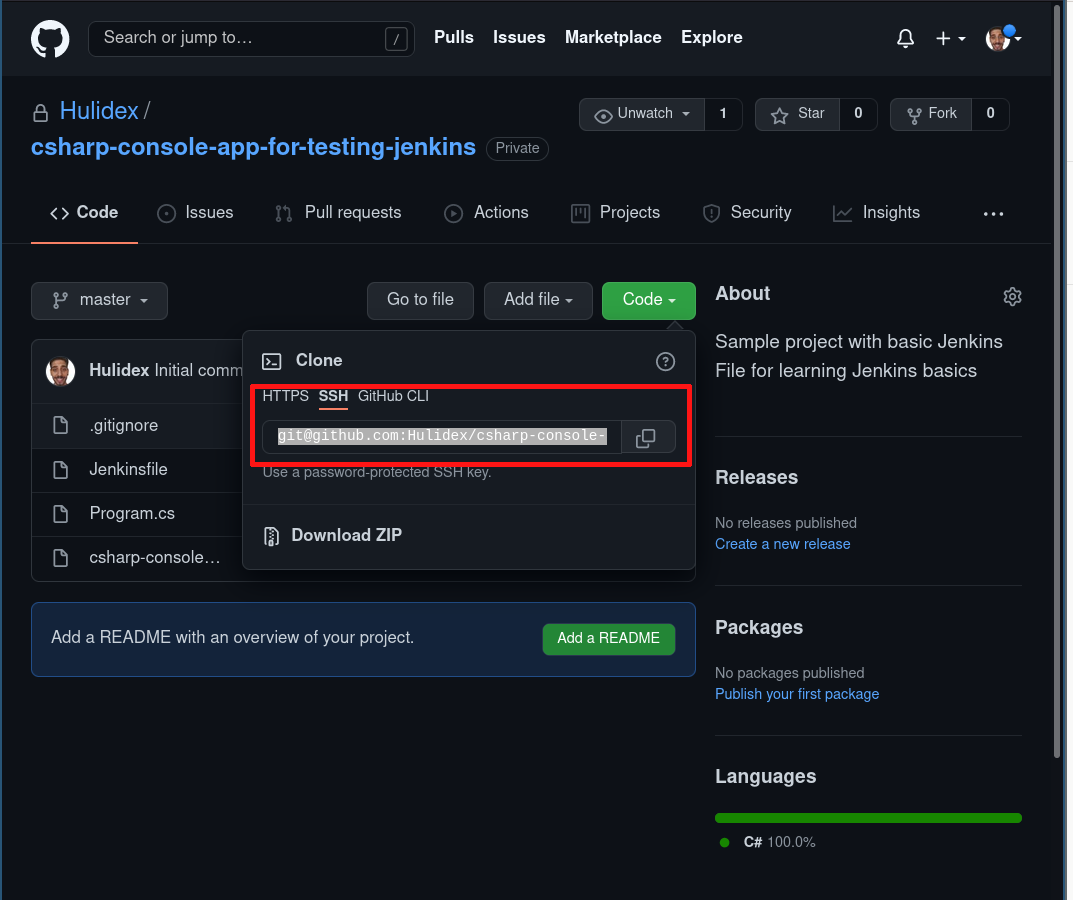 Search or jump to… /
Pulls Issues Marketplace Explore
Hulidex /
Unwatch 1 Star 0 Fork 0
csharp-console-app-for-testing-jenkins Private
Code Issues Pull requests Actions Projects Security Insights
master Go to file Add file Code
About
Sample project with basic Jenkins
File for learning Jenkins basics
Hulidex Initial comm
.gitignore
Jenkinsfile
Program.cs
csharp-console…
Clone
HTTPS SSH GitHub CLI
git@github.com:Hulidex/csharp-console-
Use a password-protected SSH key.
Download ZIP
Add a README with an overview of your project. Add a README
Releases
No releases published
Create a new release
Packages
No packages published
Publish your first package
Languages
C# 100.0%